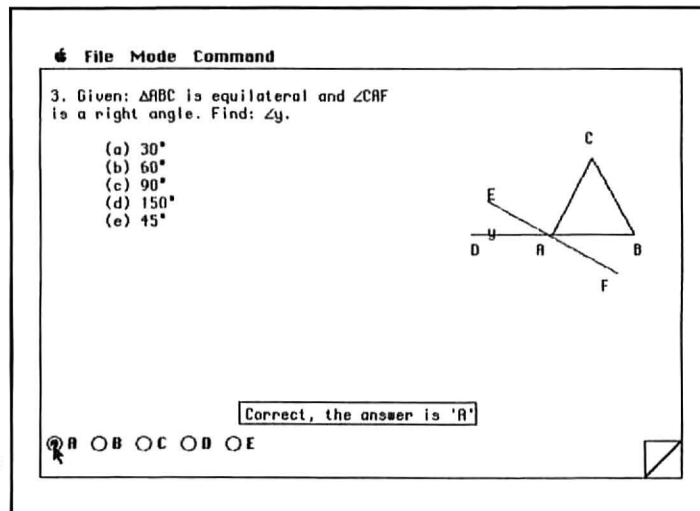 File Mode Command
3. Given: △ABC is equilateral and ∠CAF
is a right angle. Find: ∠y.
(a) 30°
(b) 60°
(c) 90°
(d) 150°
(e) 45°
C
E
y
D
A
B
F
Correct, the answer is 'A'
A B C D E